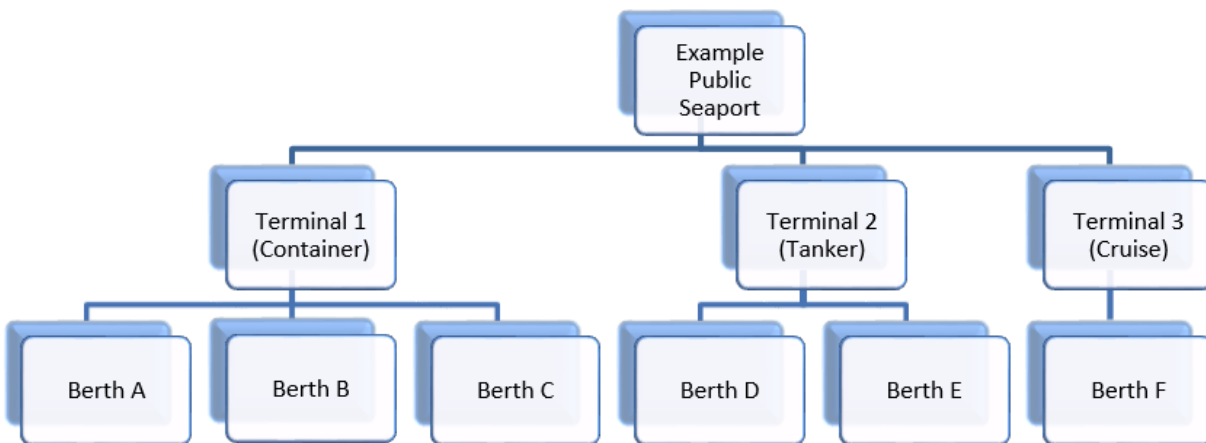 Example
Public
Seaport
Terminal 1
(Container)
Terminal 2
(Tanker)
Terminal 3
(Cruise)
Berth A
Berth B
Berth C
Berth D
Berth E
Berth F